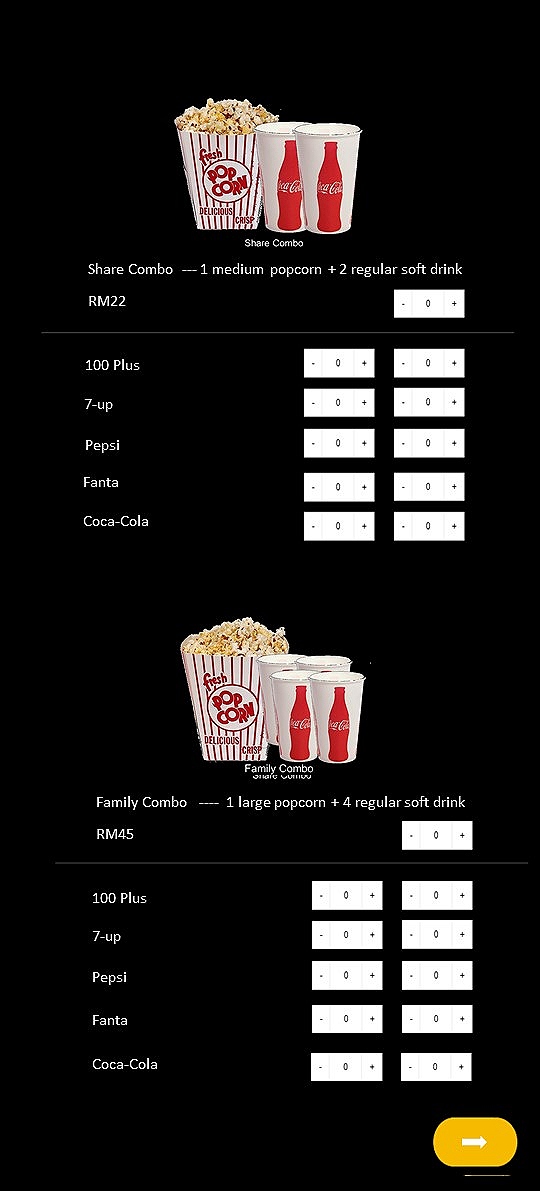 fresh
POP
CORN
DELICIOUS
CRISP
Coca-Cola
Coca-Cola
Share Combo
Share Combo --- 1 medium popcorn + 2 regular soft drink
RM22
- 0 +
100 Plus - 0 + - 0 +
7-up - 0 + - 0 +
Pepsi - 0 + - 0 +
Fanta - 0 + - 0 +
Coca-Cola - 0 + - 0 +
fresh
POP
CORN
DELICIOUS
CRISP
Coca-Cola
Coca-Cola
Family Combo
Share Combo
Family Combo ---- 1 large popcorn + 4 regular soft drink
RM45
- 0 +
100 Plus - 0 + - 0 +
7-up - 0 + - 0 +
Pepsi - 0 + - 0 +
Fanta - 0 + - 0 +
Coca-Cola - 0 + - 0 +